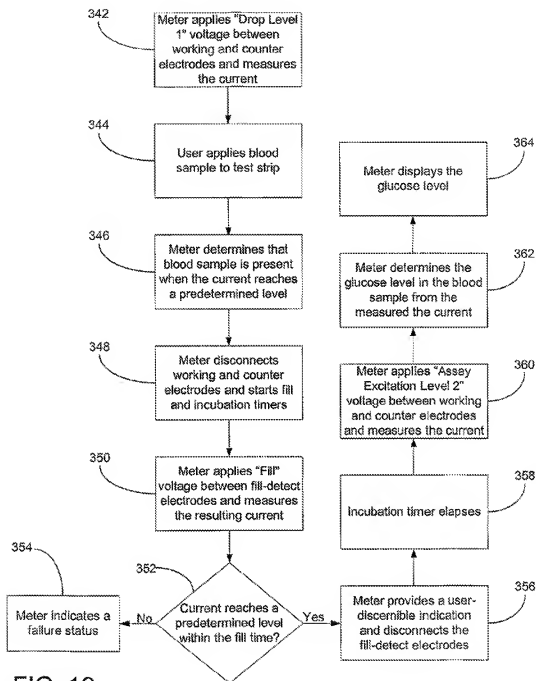 342
Meter applies "Drop Level
1" voltage between
working and counter
electrodes and measures
the current
344
User applies blood
sample to test strip
346
Meter determines that
blood sample is present
when the current reaches
a predetermined level
348
Meter disconnects
working and counter
electrodes and starts fill
and incubation timers
350
Meter applies "Fill"
voltage between fill-detect
electrodes and measures
the resulting current
352
Current reaches a
predetermined level
within the fill time?
No
354
Meter indicates a
failure status
Yes
356
Meter provides a user-
discernible indication
and disconnects the
fill-detect electrodes
358
Incubation timer elapses
360
Meter applies "Assay
Excitation Level 2"
voltage between working
and counter electrodes
and measures the current
362
Meter determines the
glucose level in the blood
sample from the
measured the current
364
Meter displays the
glucose level